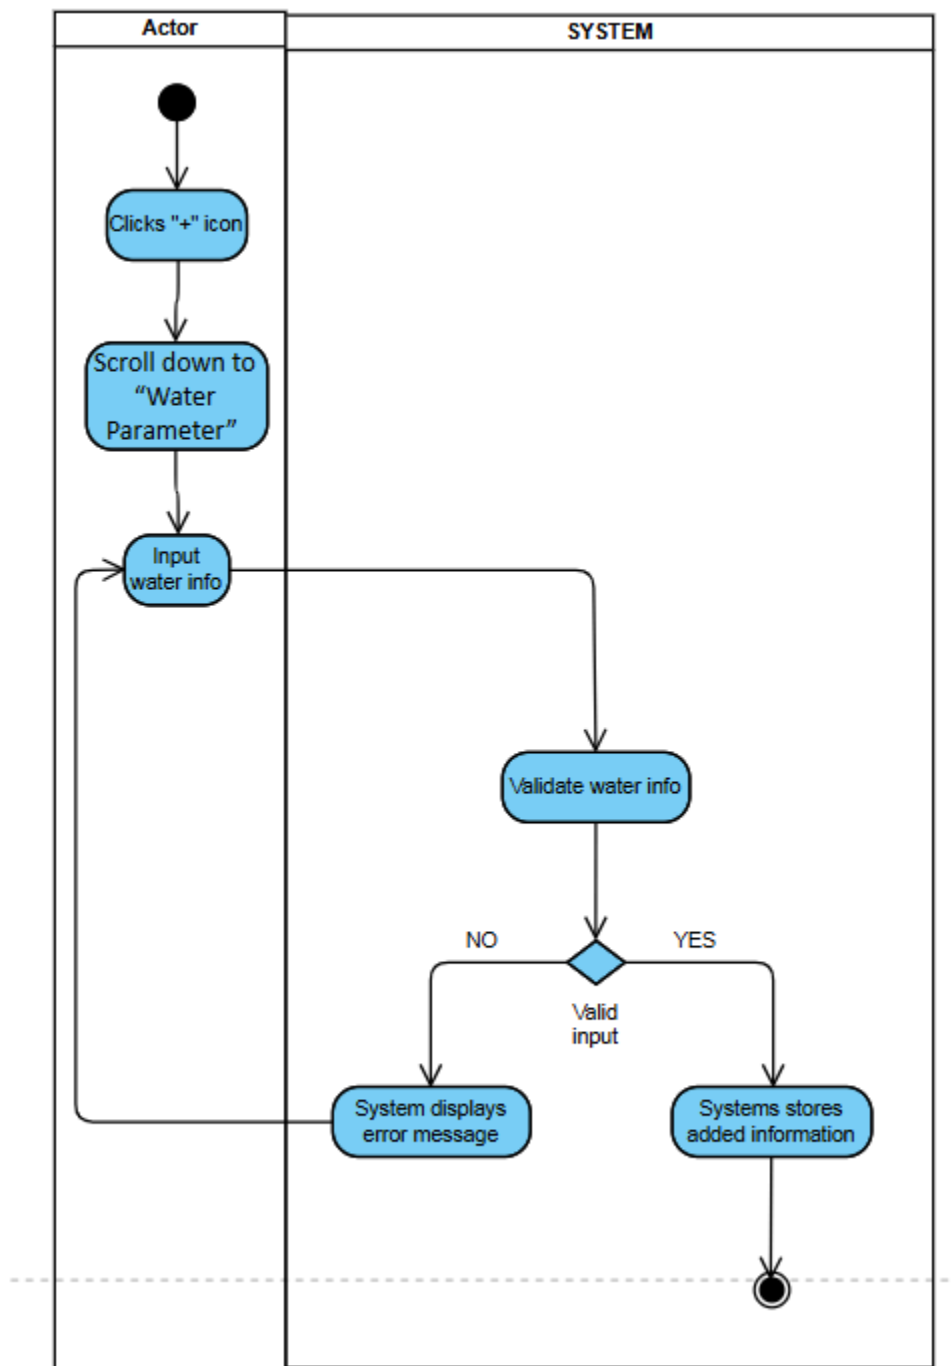 Actor
SYSTEM
Clicks "+" icon
Scroll down to
“Water
Parameter”
Input
water info
Validate water info
NO
YES
Valid
input
System displays
error message
Systems stores
added information